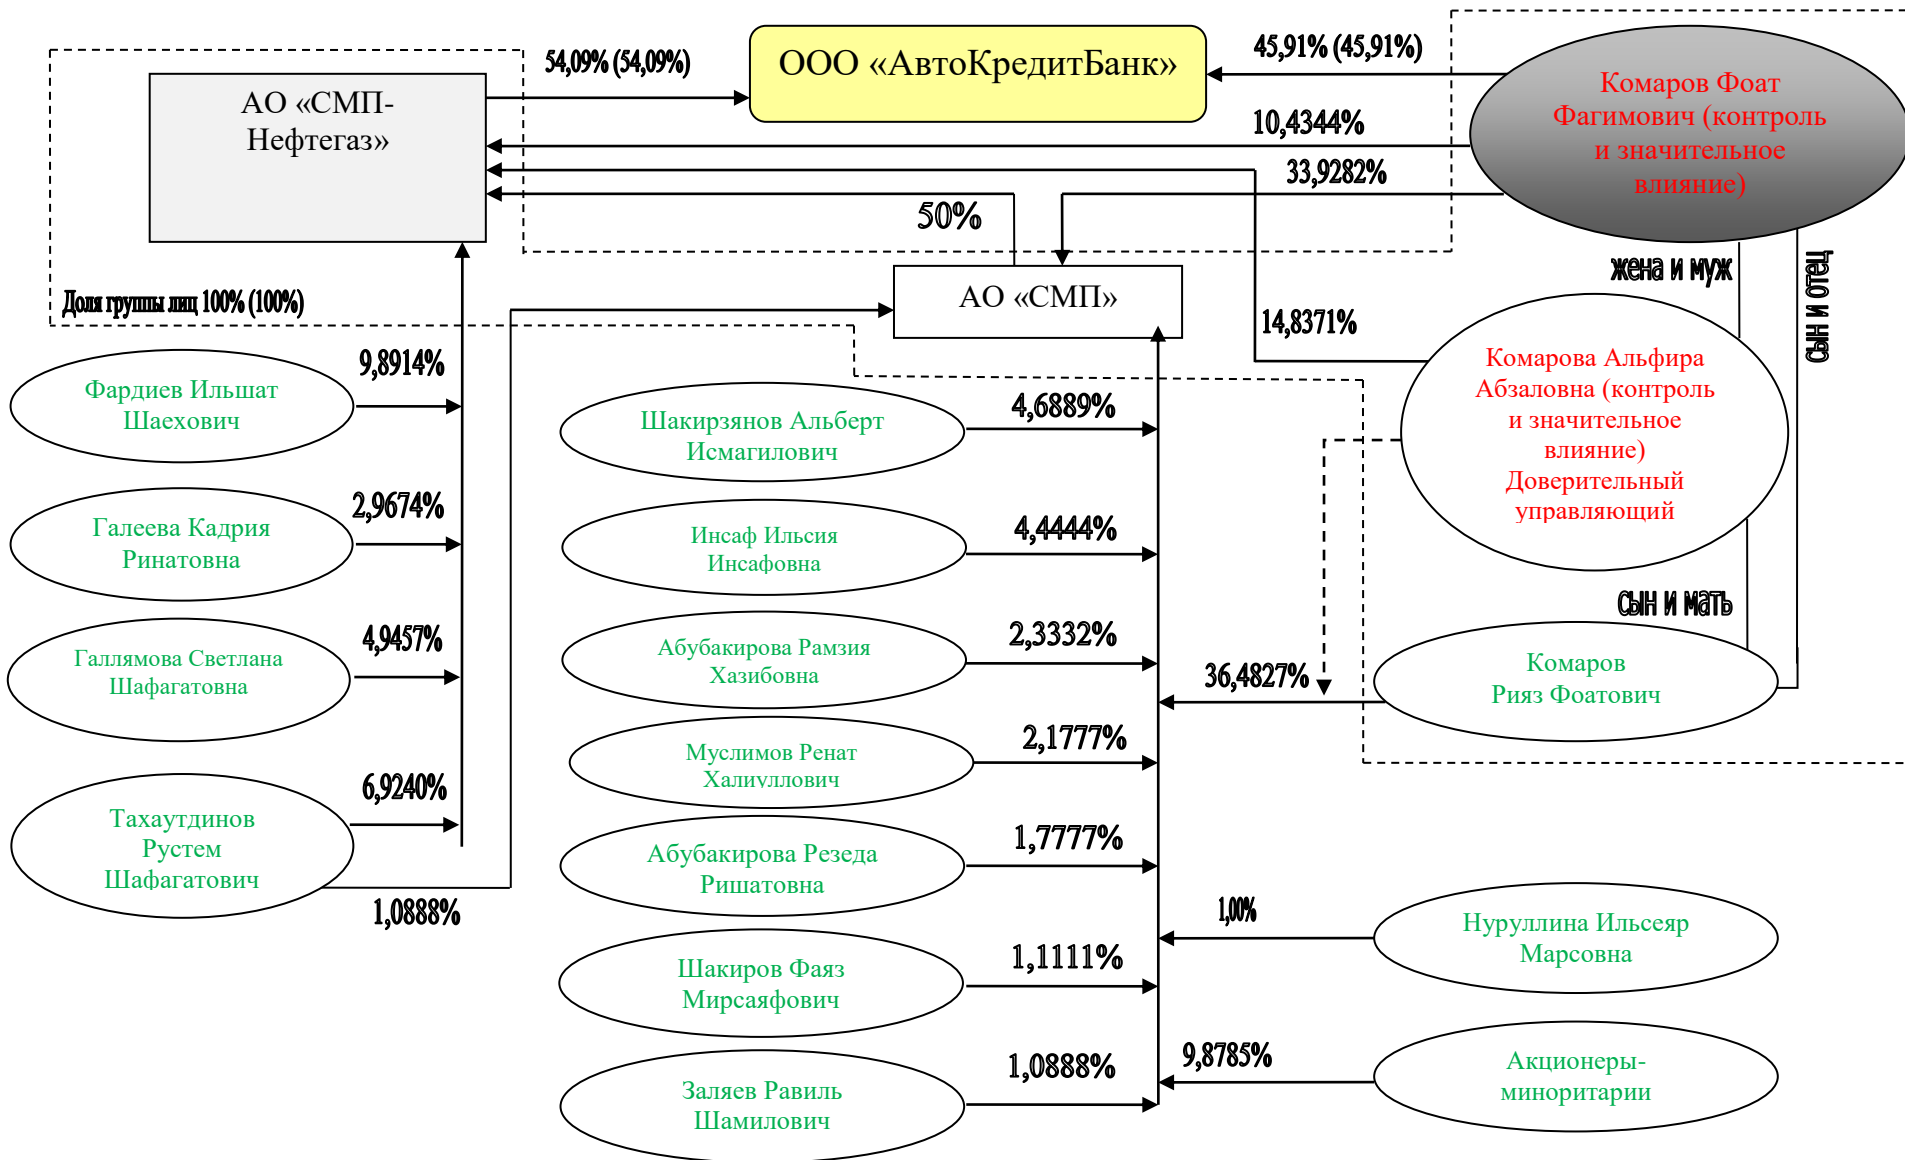 54,09% (54,09%)
ООО «АвтоКредитБанк»
45,91% (45,91%)
АО «СМП-
Нефтегаз»
Комаров Фоат
Фагимович (контроль
и значительное
влияние)
10,4344%
33,9282%
50%
жена и муж
сын и отец
АО «СМП»
Доля группы лиц 100% (100%)
14,8371%
Комарова Альфира
Абзаловна (контроль
и значительное
влияние)
Доверительный
управляющий
9,8914%
Фардиев Ильшат
Шаехович
2,9674%
Галеева Кадрия
Ринатовна
4,9457%
Галлямова Светлана
Шафагатовна
6,9240%
Тахаутдинов
Рустем
Шафагатович
1,0888%
4,6889%
Шакирзянов Альберт
Исмагилович
4,4444%
Инсаф Ильсия
Инсафовна
2,3332%
Абубакирова Рамзия
Хазибовна
2,1777%
Муслимов Ренат
Халиуллович
1,7777%
Абубакирова Резеда
Ришатовна
1,1111%
Шакиров Фаяз
Мирсаяфович
1,0888%
Заляев Равиль
Шамилович
сын и мать
36,4827%
Комаров
Рияз Фоатович
1,00%
Нуруллина Ильсеяр
Марсовна
9,8785%
Акционеры-
миноритарии